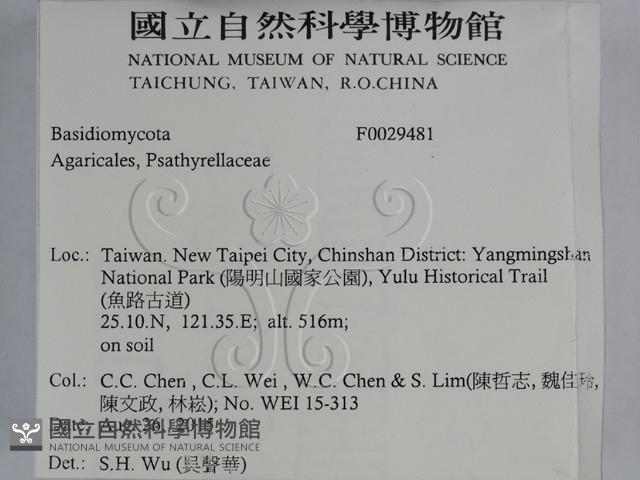 國立自然科學博物館
NATIONAL MUSEUM OF NATURAL SCIENCE
TAICHUNG, TAIWAN, R.O.CHINA
Basidiomycota F0029481
Agaricales, Psathyrellaceae
Loc.: Taiwan. New Taipei City, Chinshan District: Yangmingshan
National Park (陽明山國家公園), Yulu Historical Trail
(魚路古道)
25.10.N, 121.35.E; alt. 516m;
on soil
Col.: C.C. Chen , C.L. Wei , W.C. Chen & S. Lim(陳哲志, 魏佳玲,
陳文政, 林崧); No. WEI 15-313
Date: Aug. 26, 2015
國立自然科學博物館
NATIONAL MUSEUM OF NATURAL SCIENCE
Det.: S.H. Wu (吳聲華)